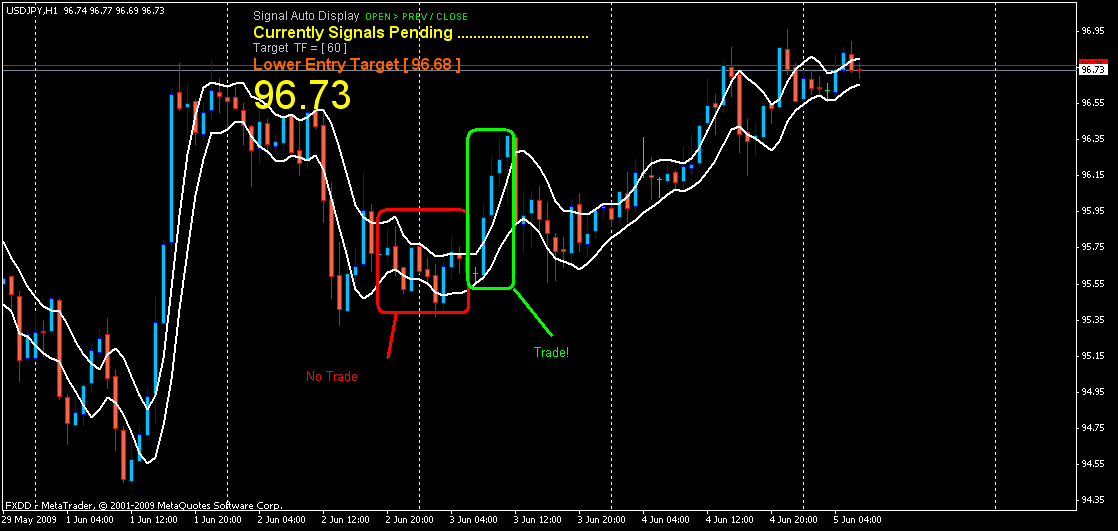 USDJPY,H1 96.74 96.77 96.69 96.73
Signal Auto Display OPEN > PREV / CLOSE
Currently Signals Pending .................................
Target TF = [ 60 ]
Lower Entry Target [ 96.68 ]
96.73
96.95
96.73
96.55
96.35
96.15
95.95
95.75
95.55
95.35
95.15
94.95
94.75
94.55
94.35
Trade!
No Trade
FXDD r MetaTrader, © 2001-2009 MetaQuotes Software Corp.
29 May 2009 1 Jun 04:00 1 Jun 12:00 1 Jun 20:00 2 Jun 04:00 2 Jun 12:00 2 Jun 20:00 3 Jun 04:00 3 Jun 12:00 3 Jun 20:00 4 Jun 04:00 4 Jun 12:00 4 Jun 20:00 5 Jun 04:00